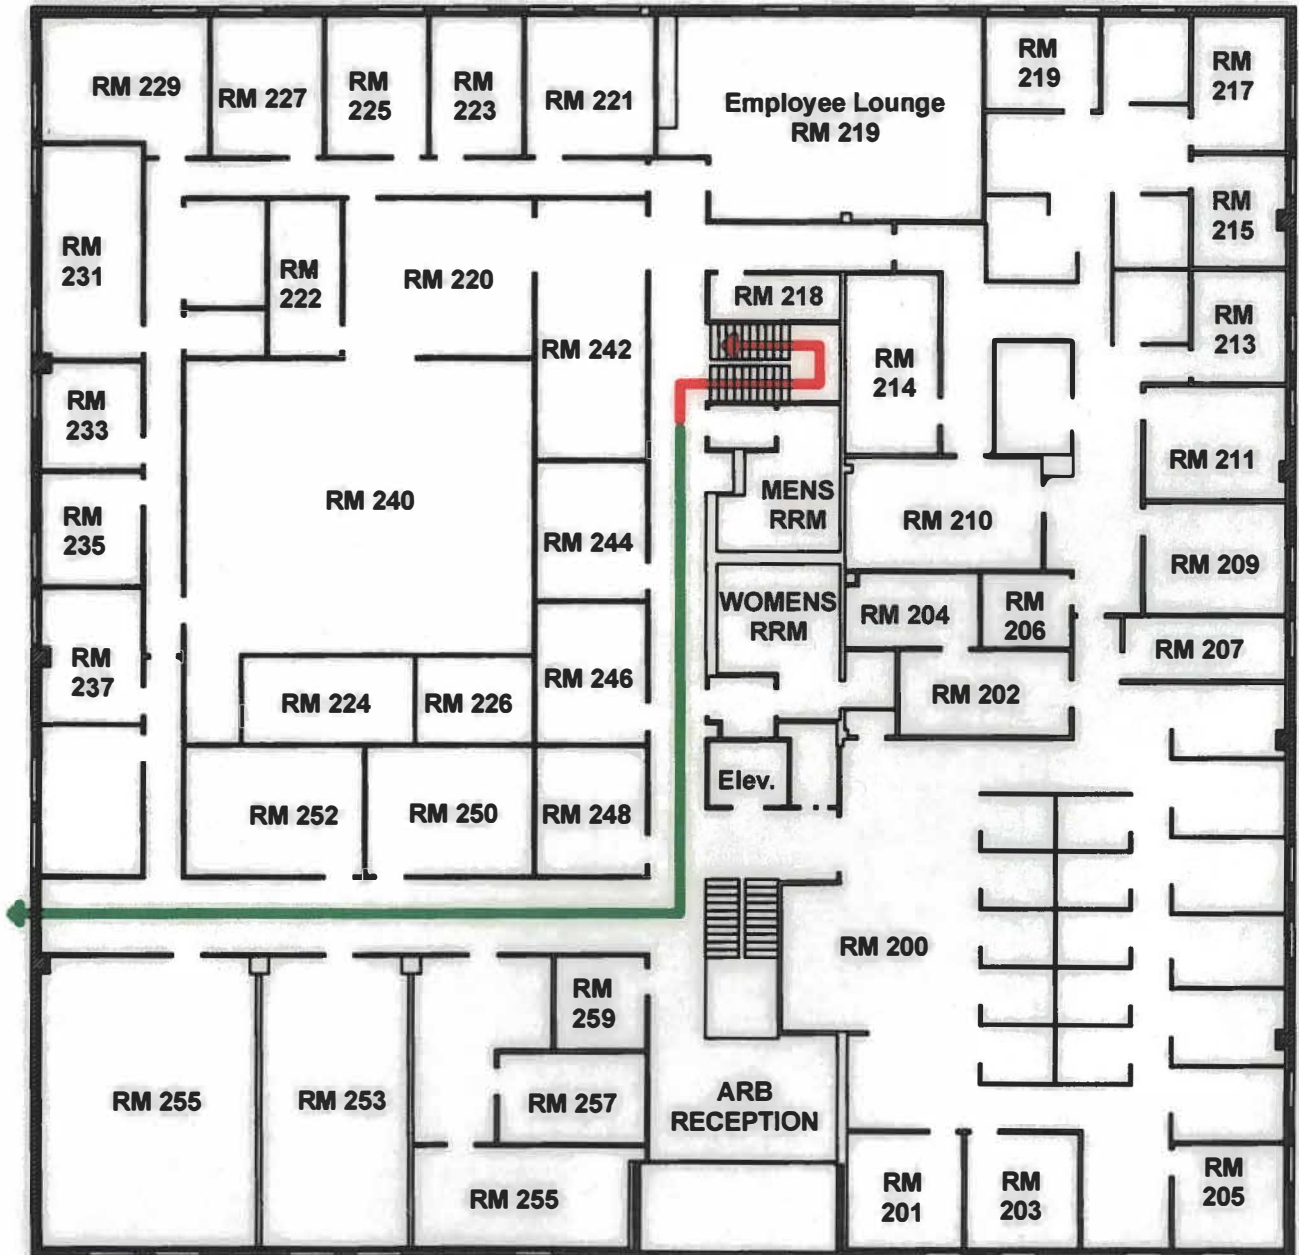 RM 229
RM 227
RM
225
RM
223
RM 221
Employee Lounge
RM 219
RM
219
RM
217
RM
231
RM
222
RM 220
RM 242
RM 218
RM
214
RM
215
RM
213
RM
233
RM 240
RM
235
RM 244
MENS
RRM
RM 210
RM 211
RM 209
WOMENS
RRM
RM 204
RM
206
RM 207
RM
237
RM 224
RM 226
RM 246
RM 202
Elev.
RM 252
RM 250
RM 248
RM 200
RM
259
RM 255
RM 253
RM 257
ARB
RECEPTION
RM 255
RM
201
RM
203
RM
205